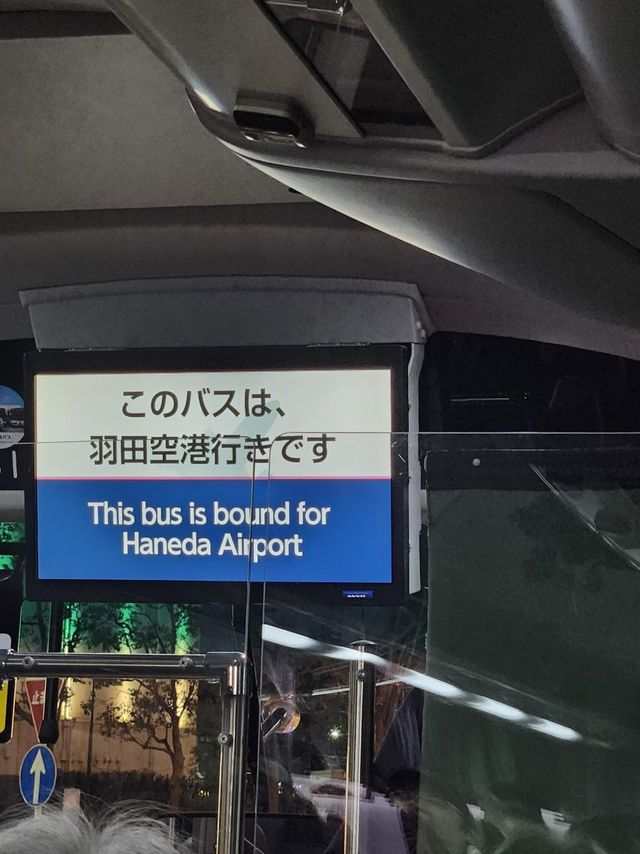 このバスは、
羽田空港行きです
This bus is bound for
Haneda Airport
止